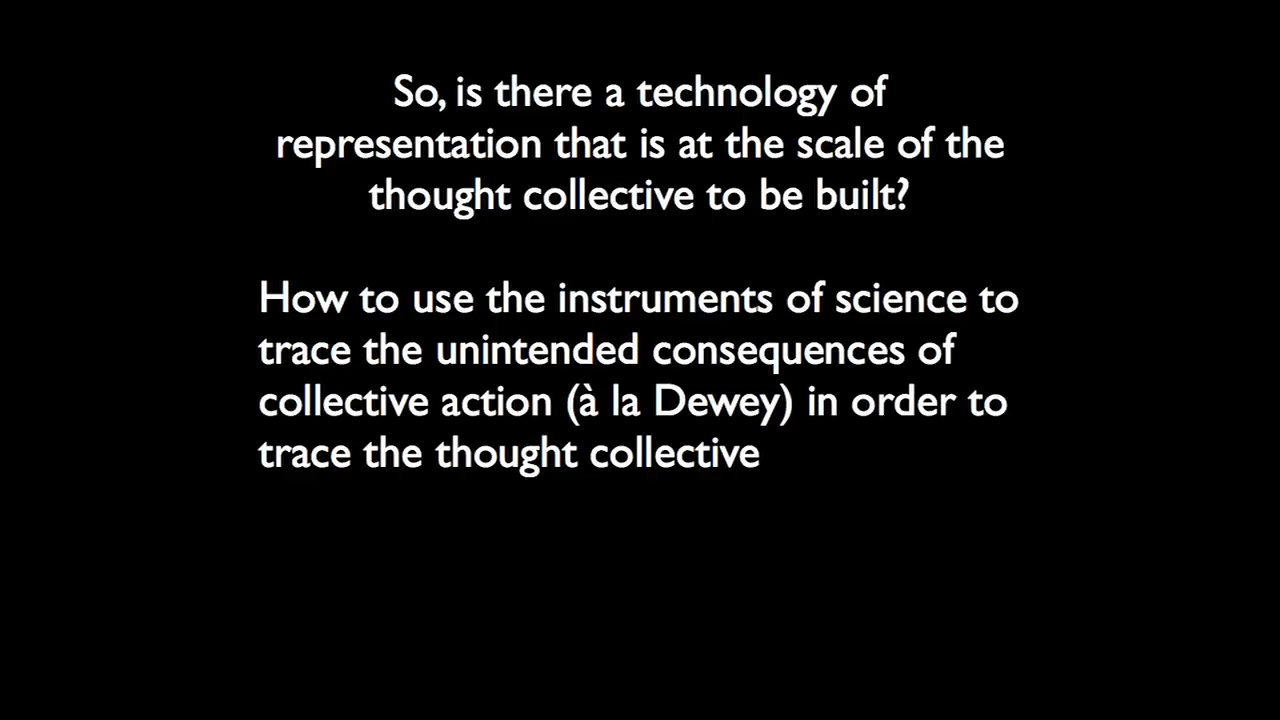 So, is there a technology of
representation that is at the scale of the
thought collective to be built?
How to use the instruments of science to
trace the unintended consequences of
collective action (à la Dewey) in order to
trace the thought collective